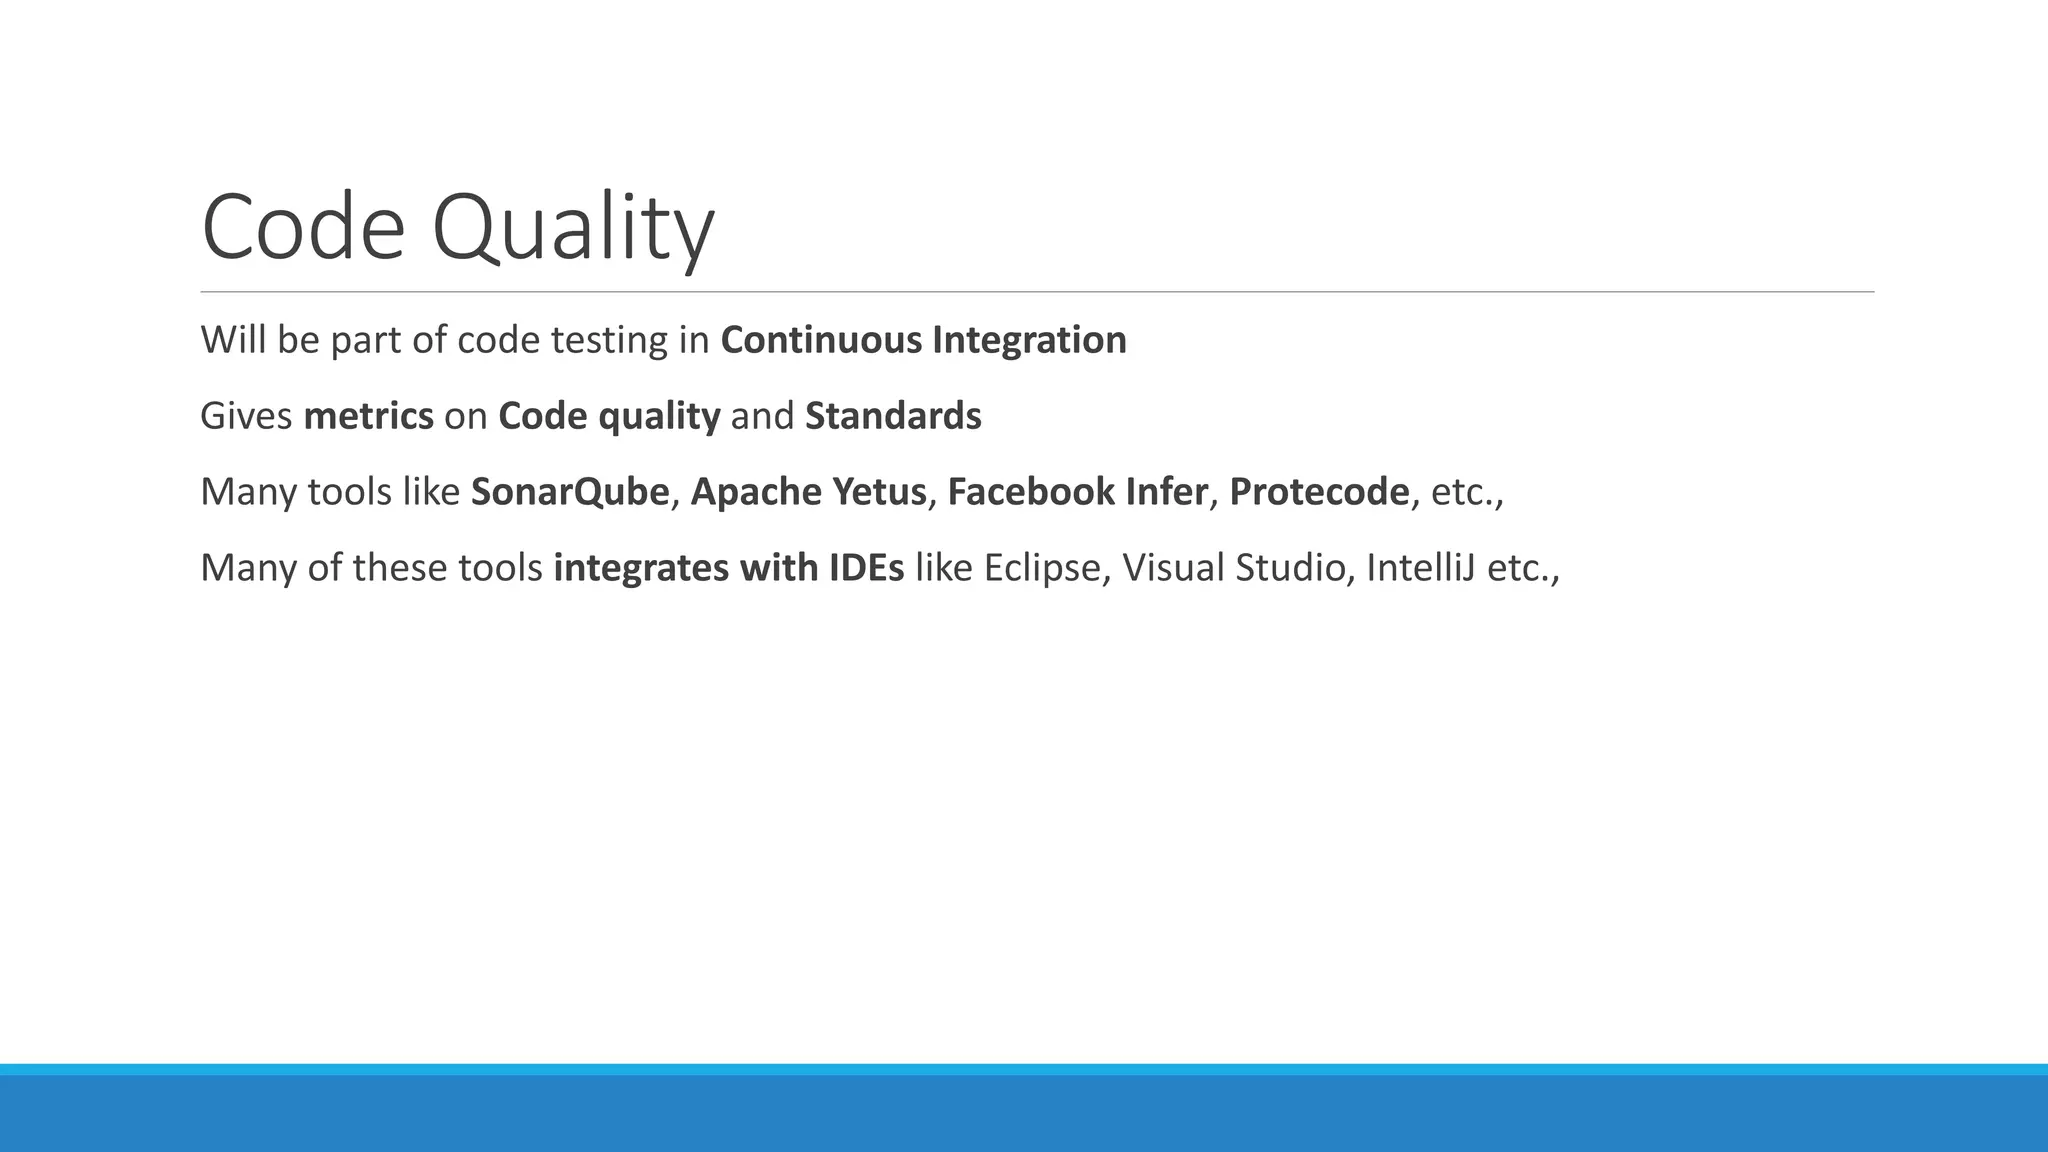 Code Quality
Will be part of code testing in Continuous Integration
Gives metrics on Code quality and Standards
Many tools like SonarQube, Apache Yetus, Facebook Infer, Protecode, etc.,
Many of these tools integrates with IDEs like Eclipse, Visual Studio, IntelliJ etc.,